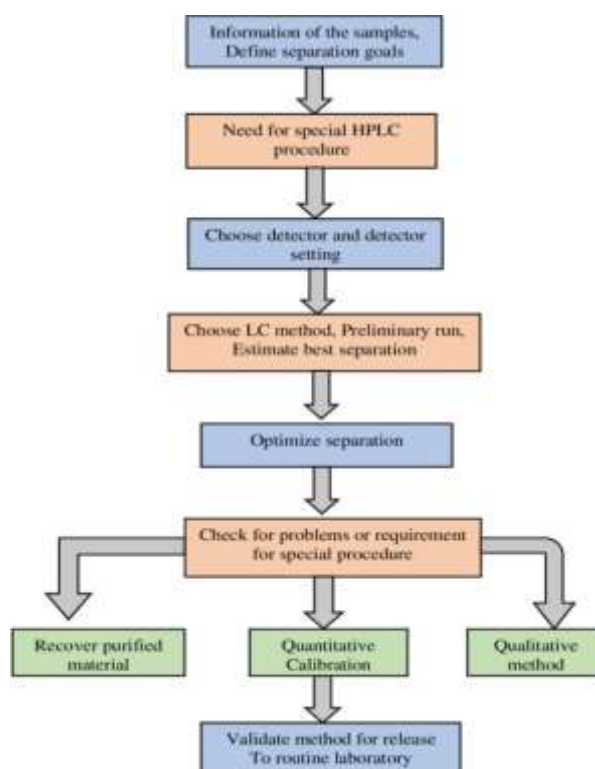 Information of the samples,
Define separation goals
Need for special HPLC
procedure
Choose detector and detector
setting
Choose LC method, Preliminary run,
Estimate best separation
Optimize separation
Check for problems or requirement
for special procedure
Recover purified
material
Quantitative
Calibration
Qualitative
method
Validate method for release
To routine laboratory